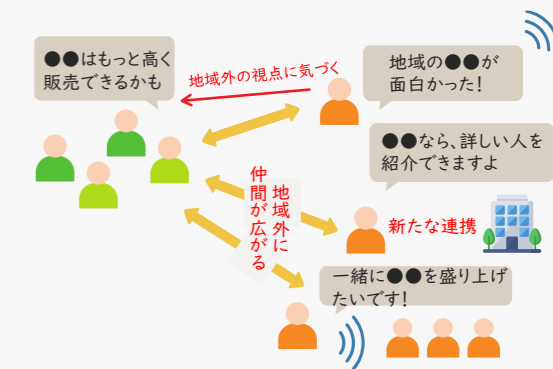 ●●はもっと高く
販売できるかも
地域外の視点に気づく
地域の●●が
面白かった！
●●なら、詳しい人を
紹介できますよ
地域外に
仲間が広がる
新たな連携
一緒に●●を盛り上げ
たいです！